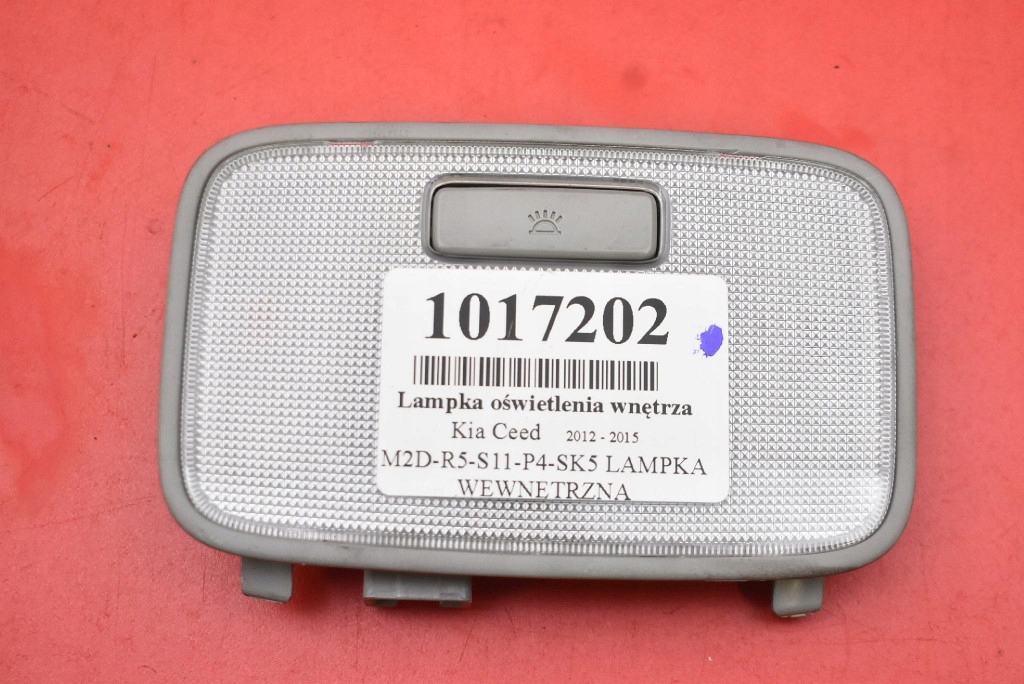 1017202
Lampka oświetlenia wnętrza
Kia Ceed 2012 - 2015
M2D-R5-S11-P4-SK5 LAMPKA
WEWNETRZNA